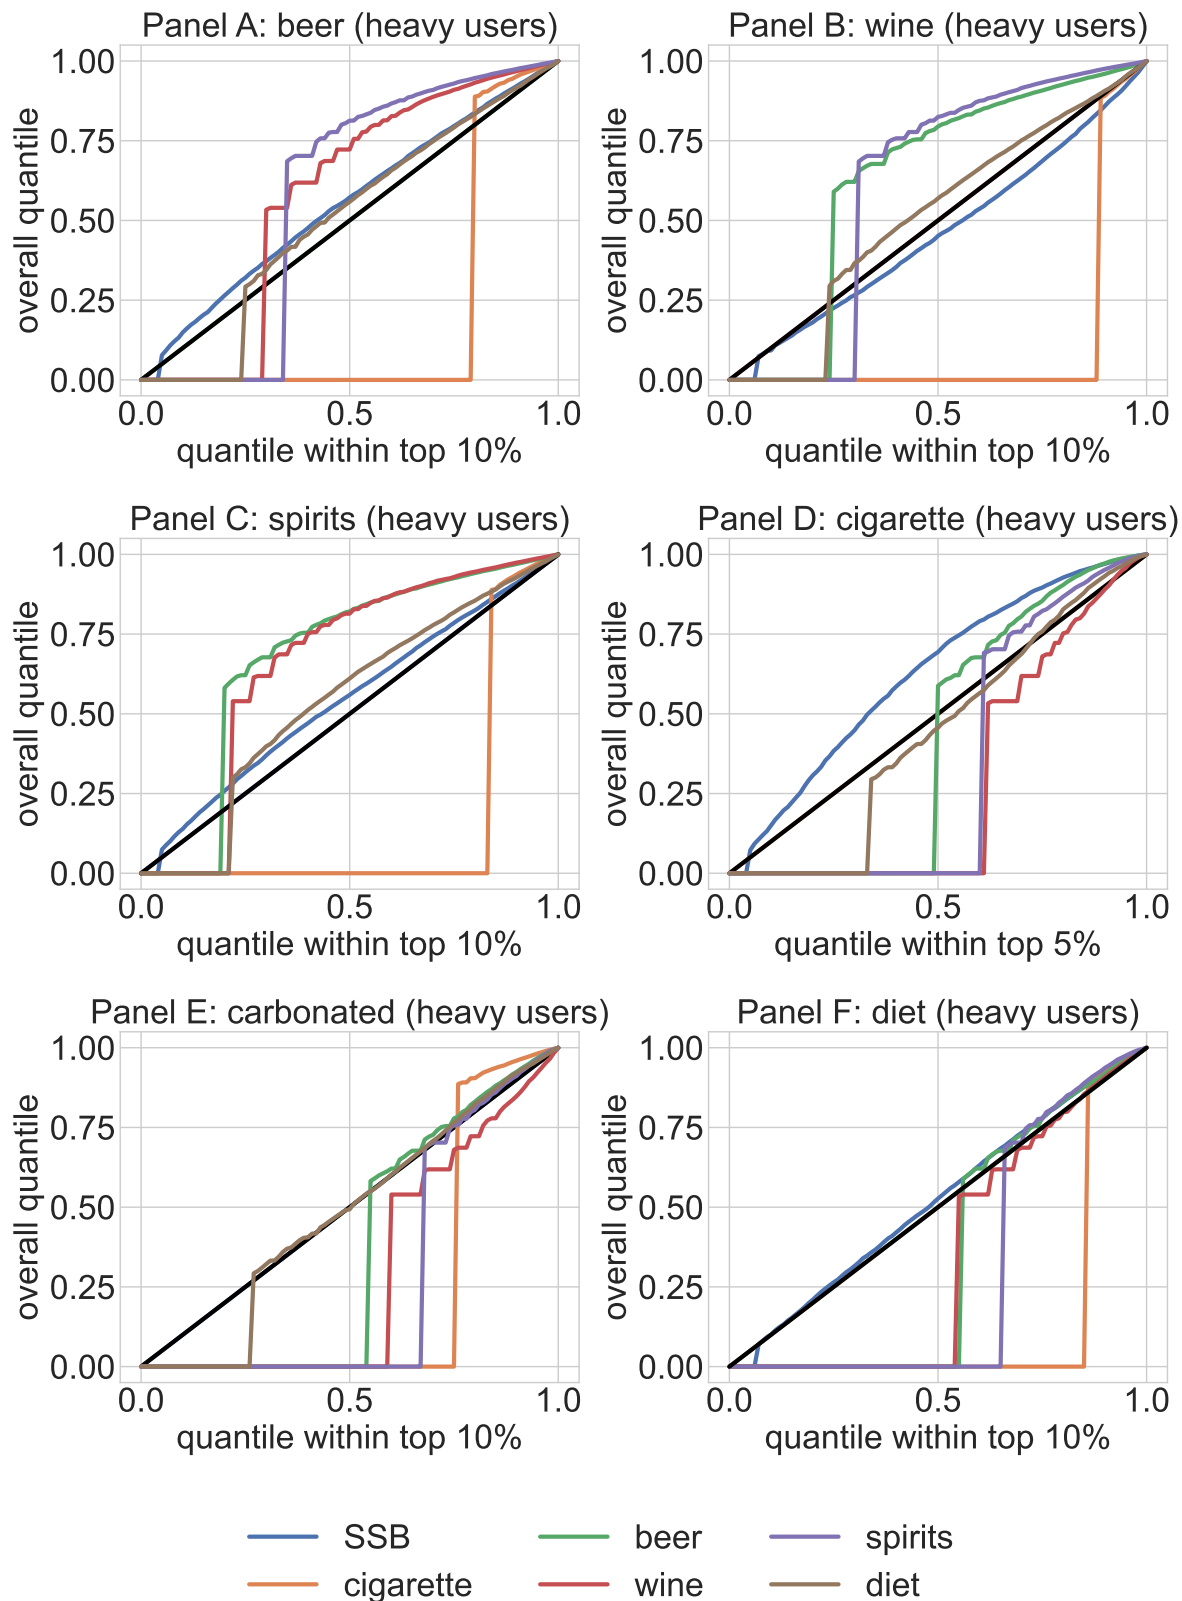 Panel A: beer (heavy users)
1.00
0.75
0.50
0.25
0.00
overall quantile
0.0 0.5 1.0
quantile within top 10%
Panel B: wine (heavy users)
1.00
0.75
0.50
0.25
0.00
overall quantile
0.0 0.5 1.0
quantile within top 10%
Panel C: spirits (heavy users)
1.00
0.75
0.50
0.25
0.00
overall quantile
0.0 0.5 1.0
quantile within top 10%
Panel D: cigarette (heavy users)
1.00
0.75
0.50
0.25
0.00
overall quantile
0.0 0.5 1.0
quantile within top 5%
Panel E: carbonated (heavy users)
1.00
0.75
0.50
0.25
0.00
overall quantile
0.0 0.5 1.0
quantile within top 10%
Panel F: diet (heavy users)
1.00
0.75
0.50
0.25
0.00
overall quantile
0.0 0.5 1.0
quantile within top 10%
SSB beer spirits
cigarette wine diet